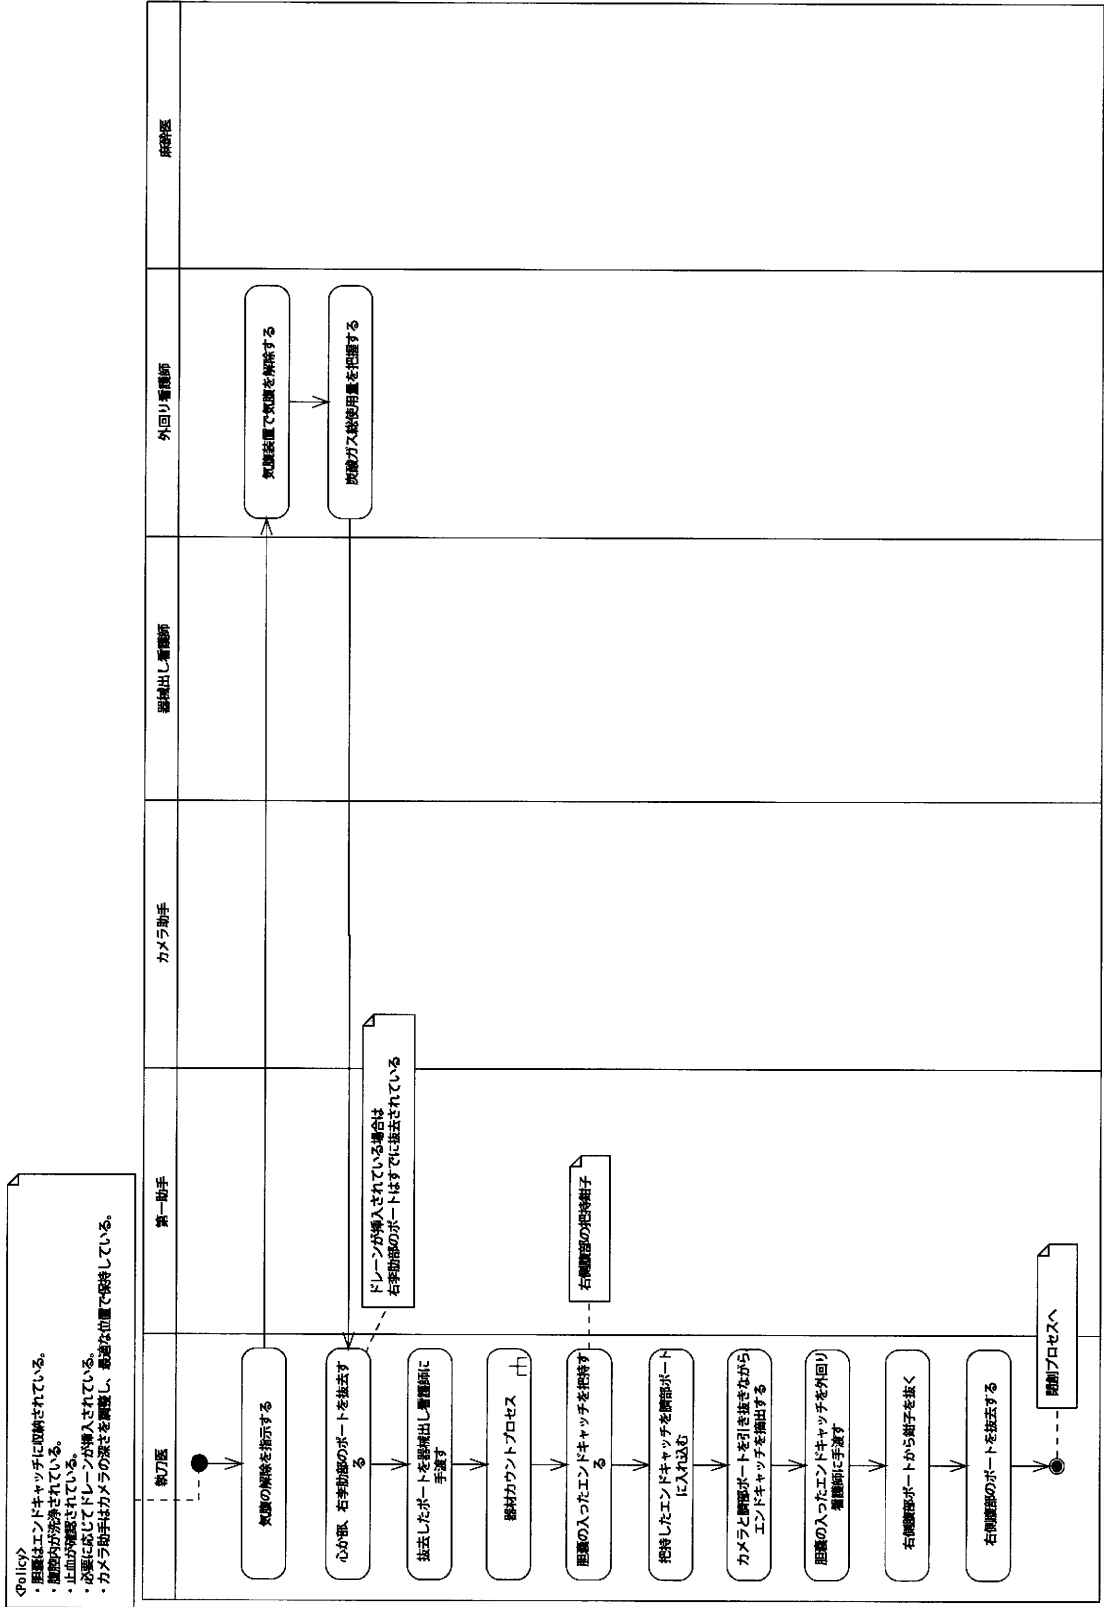 <Policy>
・胆嚢はエンドキャッチに収納されている。
・腹腔内が洗浄されている。
・止血が確認されている。
・必要に応じてドレーンが挿入されている。
・カメラ助手はカメラの深さを調整し、最適な位置で保持している。
執刀医
第一助手
カメラ助手
器械出し看護師
外回り看護師
麻酔医
気腹の解除を指示する
気腹装置で気腹を解除する
炭酸ガス総使用量を把握する
心か部、右季肋部のポートを抜去す
る
ドレーンが挿入されている場合は
右季肋部のポートはすでに抜去されている
抜去したポートを器械出し看護師に
手渡す
器材カウントプロセス
胆嚢の入ったエンドキャッチを把持す
る
右側腹部の把持鉗子
把持したエンドキャッチを臍部ポート
に入れ込む
カメラと臍部ポートを引き抜きながら、
エンドキャッチを摘出する
胆嚢の入ったエンドキャッチを外回り
看護師に手渡す
右側腹部ポートから鉗子を抜く
右側腹部のポートを抜去する
閉創プロセスへ